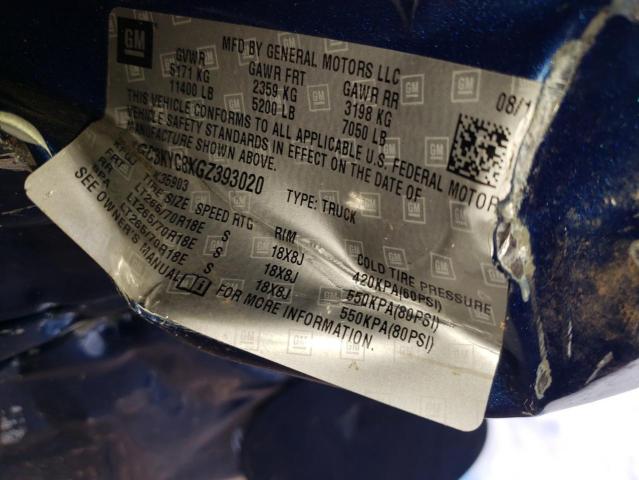 GM
MFD BY GENERAL MOTORS LLC 08/1
GVWR GAWR FRT GAWR RR
5171 KG 2359 KG 3198 KG
11400 LB 5200 LB 7050 LB
THIS VEHICLE CONFORMS TO ALL APPLICABLE U.S. FEDERAL MOTOR
VEHICLE SAFETY STANDARDS IN EFFECT ON THE DATE OF
MANUFACTURE SHOWN ABOVE.
KYC8XGZ393020 TYPE: TRUCK
TIRE SIZE SPEED RTG RIM COLD TIRE PRESSURE
FRT LT265/70R18E S 18X8J 420KPA(60PSI)
LT265/70R18E S 18X8J 550KPA(80PSI)
LT265/70R18E S 18X8J 550KPA(80PSI)
SEE OWNER'S MANUAL FOR MORE INFORMATION.